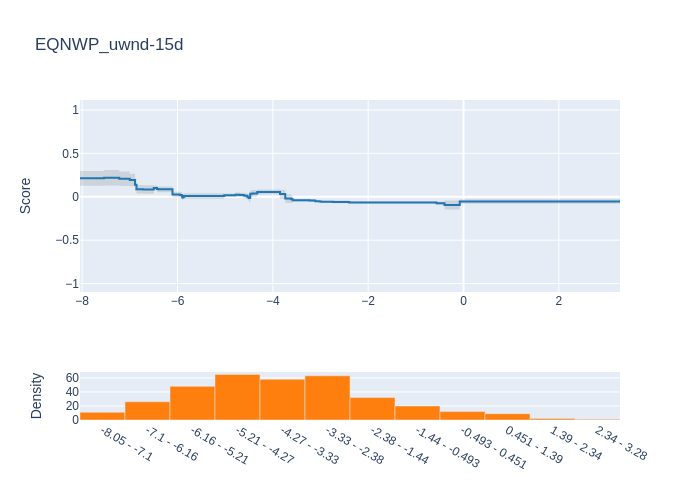 EQNWP_uwnd-15d
Score
1
0.5
0
−0.5
−1
−8
−6
−4
−2
0
2
Density
60
40
20
0
-8.05 - -7.1
-7.1 - -6.16
-6.16 - -5.21
-5.21 - -4.27
-4.27 - -3.33
-3.33 - -2.38
-2.38 - -1.44
-1.44 - -0.493
-0.493 - 0.451
0.451 - 1.39
1.39 - 2.34
2.34 - 3.28